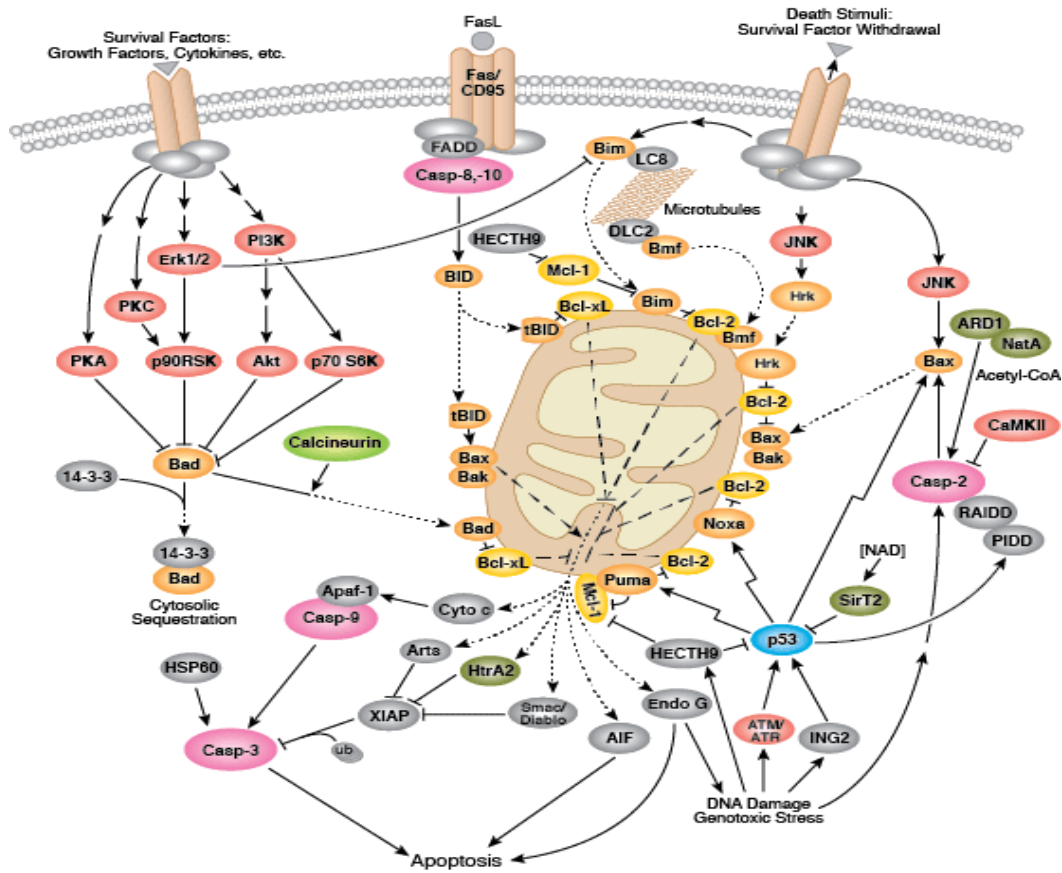 Survival Factors:
Growth Factors, Cytokines, etc.
FasL
Death Stimuli:
Survival Factor Withdrawal
Fas/
CD95
FADD
Casp-8,-10
Bim
LC8
Microtubules
DLC2
Bmf
HECTH9
Mcl-1
PI3K
Erk1/2
PKC
PKA
p90RSK
Akt
p70 S6K
BID
tBID
Bcl-xL
Bim
Bcl-2
Bmf
JNK
Hrk
Hrk
Bcl-2
Bax
Bak
JNK
ARD1
NatA
Acetyl-CoA
Bax
CaMKII
Casp-2
RAIDD
PIDD
tBID
Bax
Bak
Calcineurin
Bad
14-3-3
14-3-3
Bad
Cytosolic
Sequestration
Bad
Bcl-xL
Bcl-2
Noxa
Bcl-2
Puma
Mcl-1
[NAD]
SirT2
p53
HECTH9
Apaf-1
Casp-9
Cyto c
Arts
HtrA2
HSP60
XIAP
Smac/
Diablo
Endo G
AIF
ATM/
ATR
ING2
Casp-3
ub
DNA Damage
Genotoxic Stress
Apoptosis